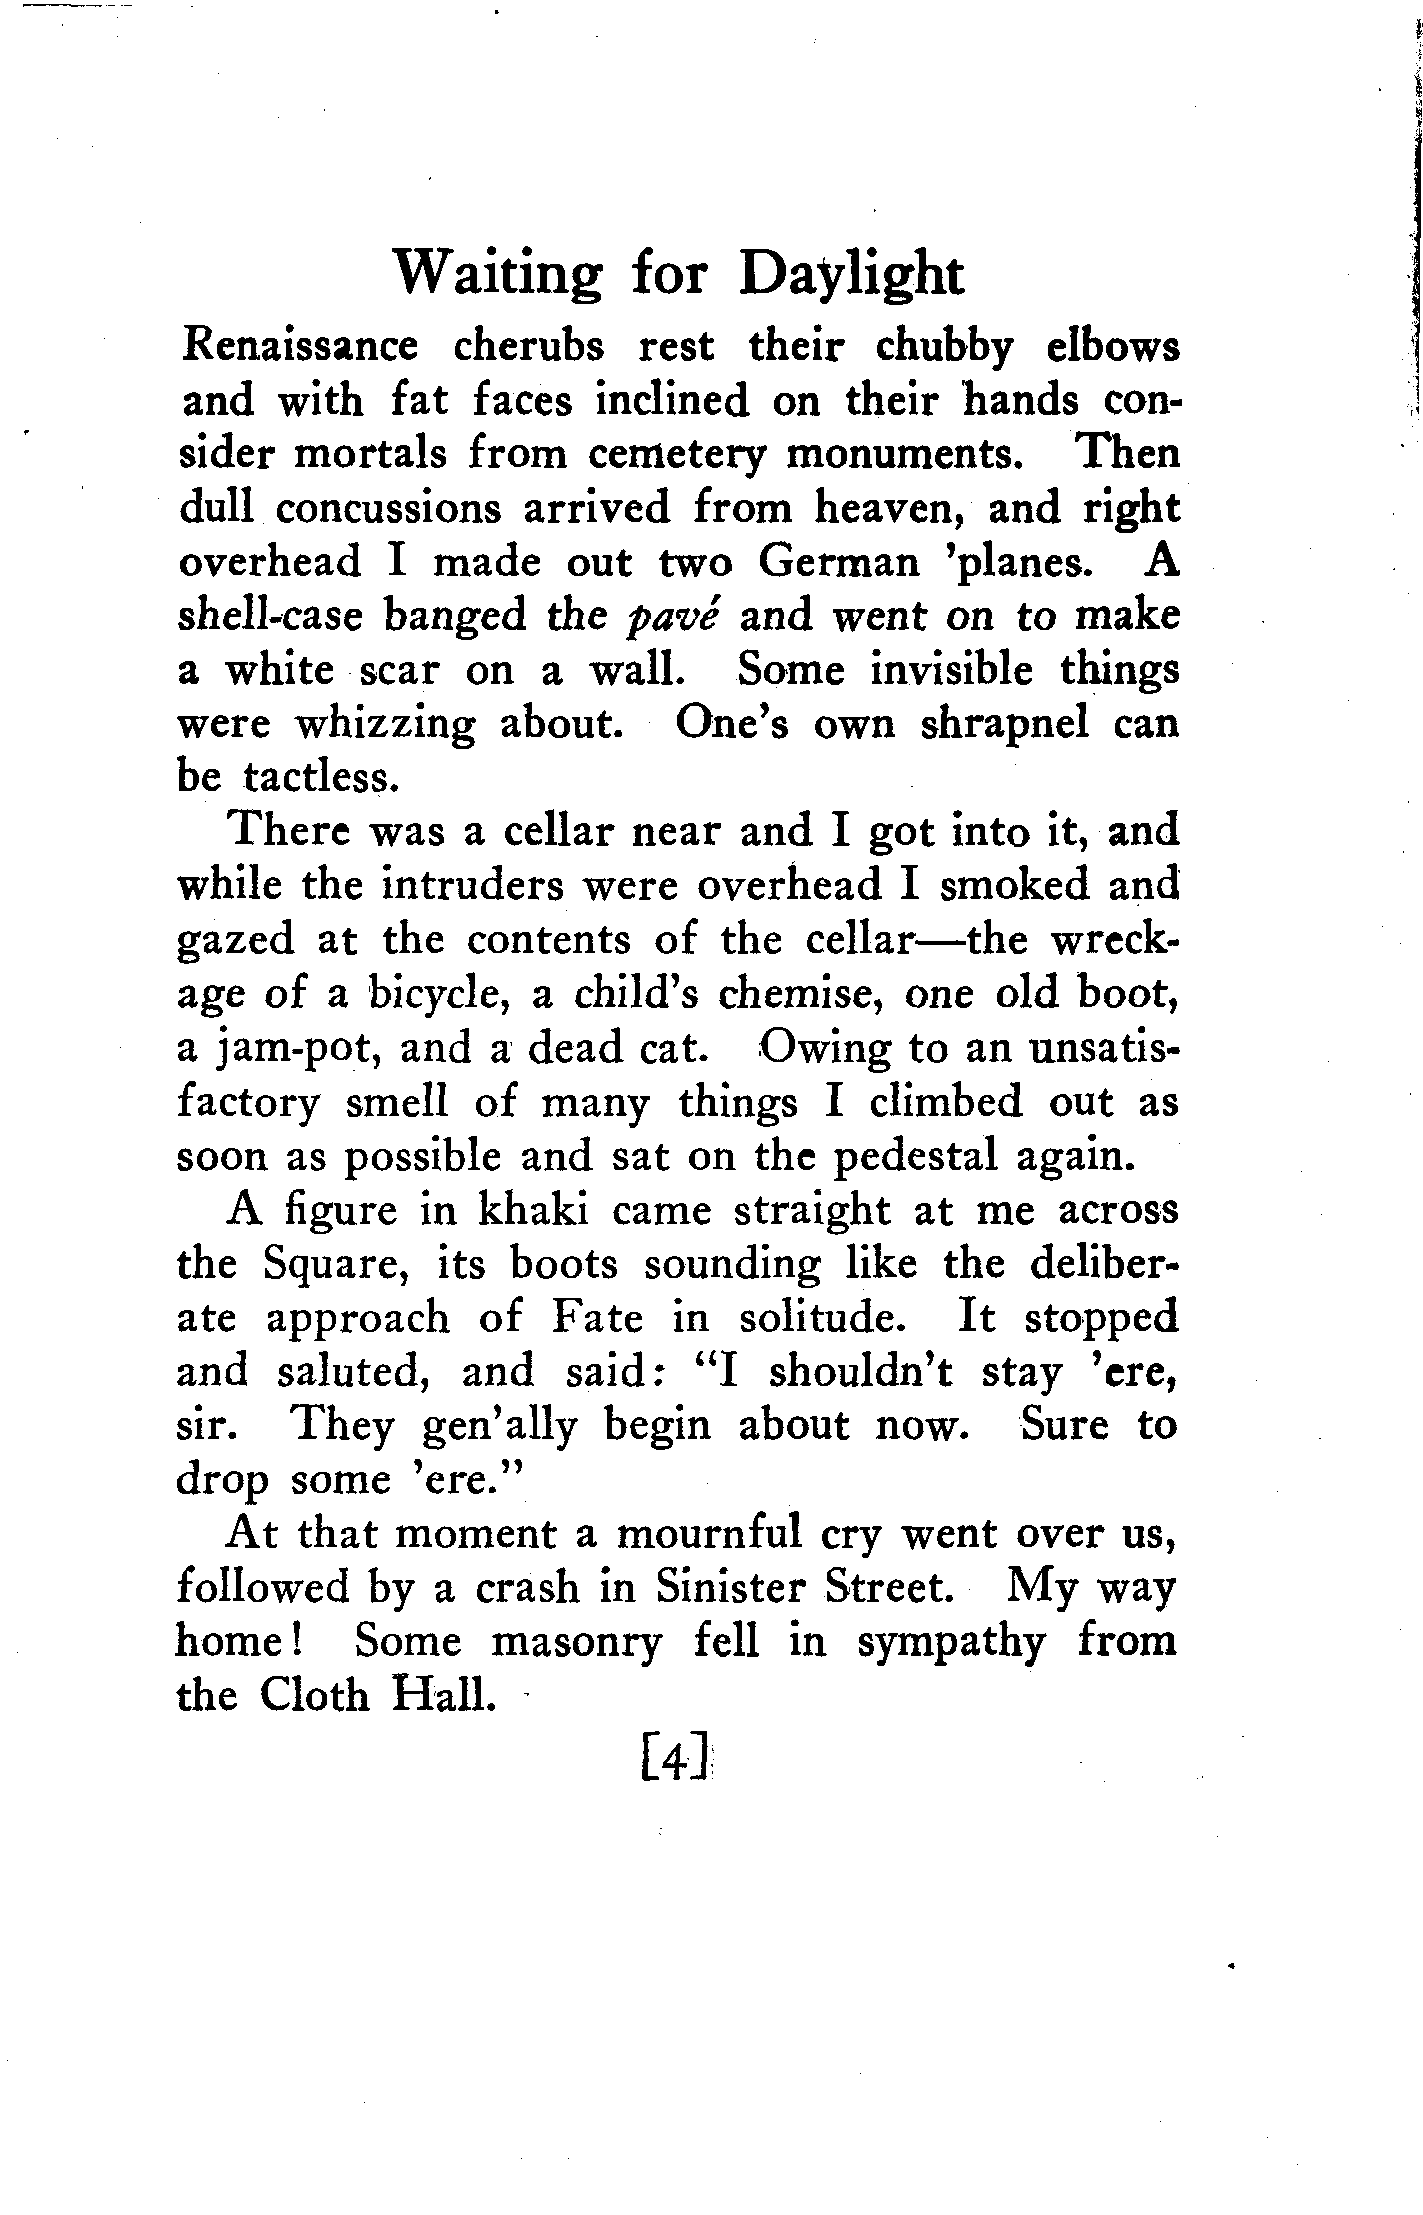 Waiting for Daylight
Renaissance cherubs rest their chubby elbows
and with fat faces inclined on their hands con-
sider mortals from cemetery monuments. Then
dull concussions arrived from heaven, and right
overhead I made out two German 'planes. A
shell-case banged the pavé and went on to make
a white scar on a wall. Some invisible things
were whizzing about. One's own shrapnel can
be tactless.
There was a cellar near and I got into it, and
while the intruders were overhead I smoked and
gazed at the contents of the cellar—the wreck-
age of a bicycle, a child's chemise, one old boot,
a jam-pot, and a dead cat. Owing to an unsatis-
factory smell of many things I climbed out as
soon as possible and sat on the pedestal again.
A figure in khaki came straight at me across
the Square, its boots sounding like the deliber-
ate approach of Fate in solitude. It stopped
and saluted, and said: "I shouldn't stay 'ere,
sir. They gen'ally begin about now. Sure to
drop some 'ere."
At that moment a mournful cry went over us,
followed by a crash in Sinister Street. My way
home! Some masonry fell in sympathy from
the Cloth Hall.
[4]